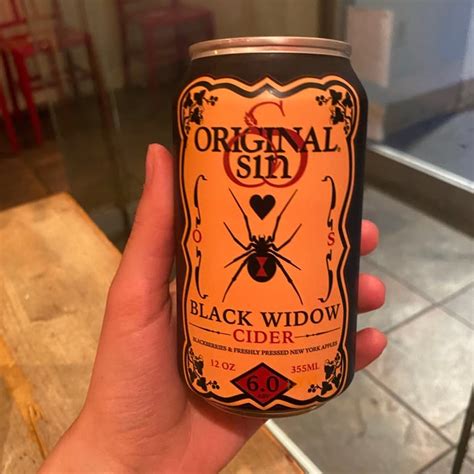 ORIGINAL
sin
O S
BLACK WIDOW
CIDER
BLACKBERRIES & FRESHLY PRESSED NEW YORK APPLES
12 OZ 355ML
6.0